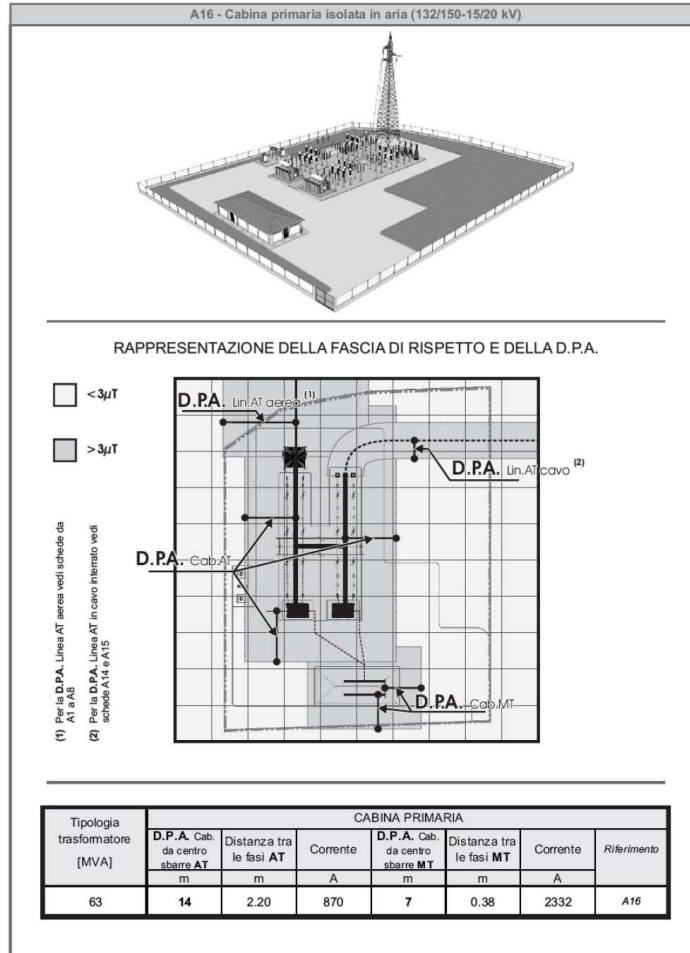 A16 - Cabina primaria isolata in aria (132/150-15/20 kV)
RAPPRESENTAZIONE DELLA FASCIA DI RISPETTO E DELLA D.P.A.
<3µT
>3µT
D.P.A. Lin.AT aerea (1)
D.P.A. Lin.AT cavo (2)
D.P.A. Cab.AT
D.P.A. Cab.MT
(1) Per la D.P.A. Linea AT aerea vedi schede da
A1 a A8
(2) Per la D.P.A. Linea AT in cavo interrato vedi
schede A14 e A15
Tipologia
trasformatore
[MVA]
CABINA PRIMARIA
D.P.A. Cab.
da centro
sbarre AT
Distanza tra
le fasi AT
Corrente
D.P.A. Cab.
da centro
sbarre MT
Distanza tra
le fasi MT
Corrente
Riferimento
m m A m m A
63 14 2.20 870 7 0.38 2332 A16